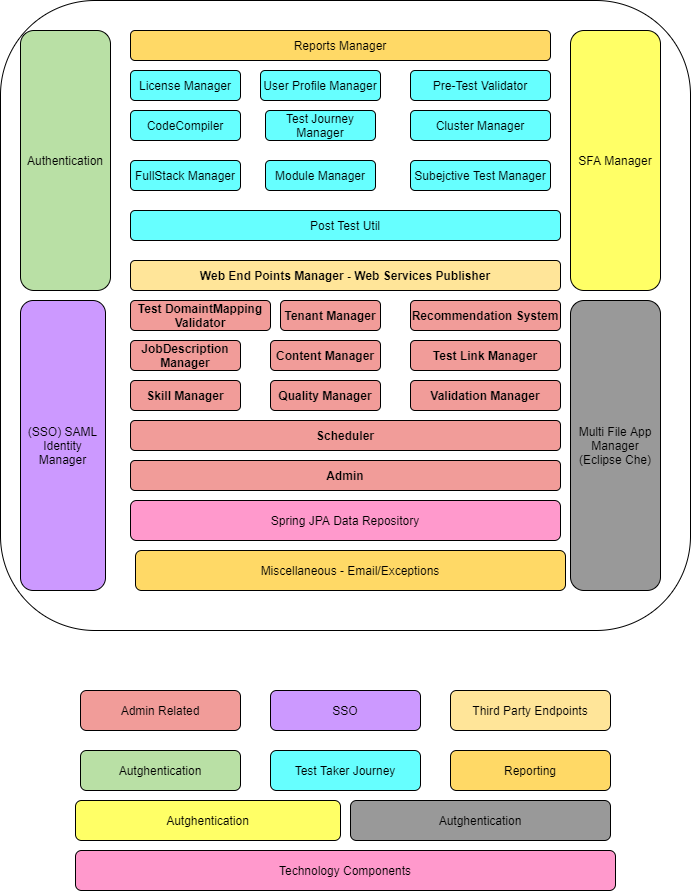 Reports Manager
License Manager
User Profile Manager
Pre-Test Validator
CodeCompiler
Test Journey
Manager
Cluster Manager
Authentication
SFA Manager
FullStack Manager
Module Manager
Subejctive Test Manager
Post Test Util
Web End Points Manager - Web Services Publisher
Test DomaintMapping
Validator
Tenant Manager
Recommendation System
JobDescription
Manager
Content Manager
Test Link Manager
Skill Manager
Quality Manager
Validation Manager
(SSO) SAML
Identity
Manager
Scheduler
Multi File App
Manager
(Eclipse Che)
Admin
Spring JPA Data Repository
Miscellaneous - Email/Exceptions
Admin Related
SSO
Third Party Endpoints
Autghentication
Test Taker Journey
Reporting
Autghentication
Autghentication
Technology Components